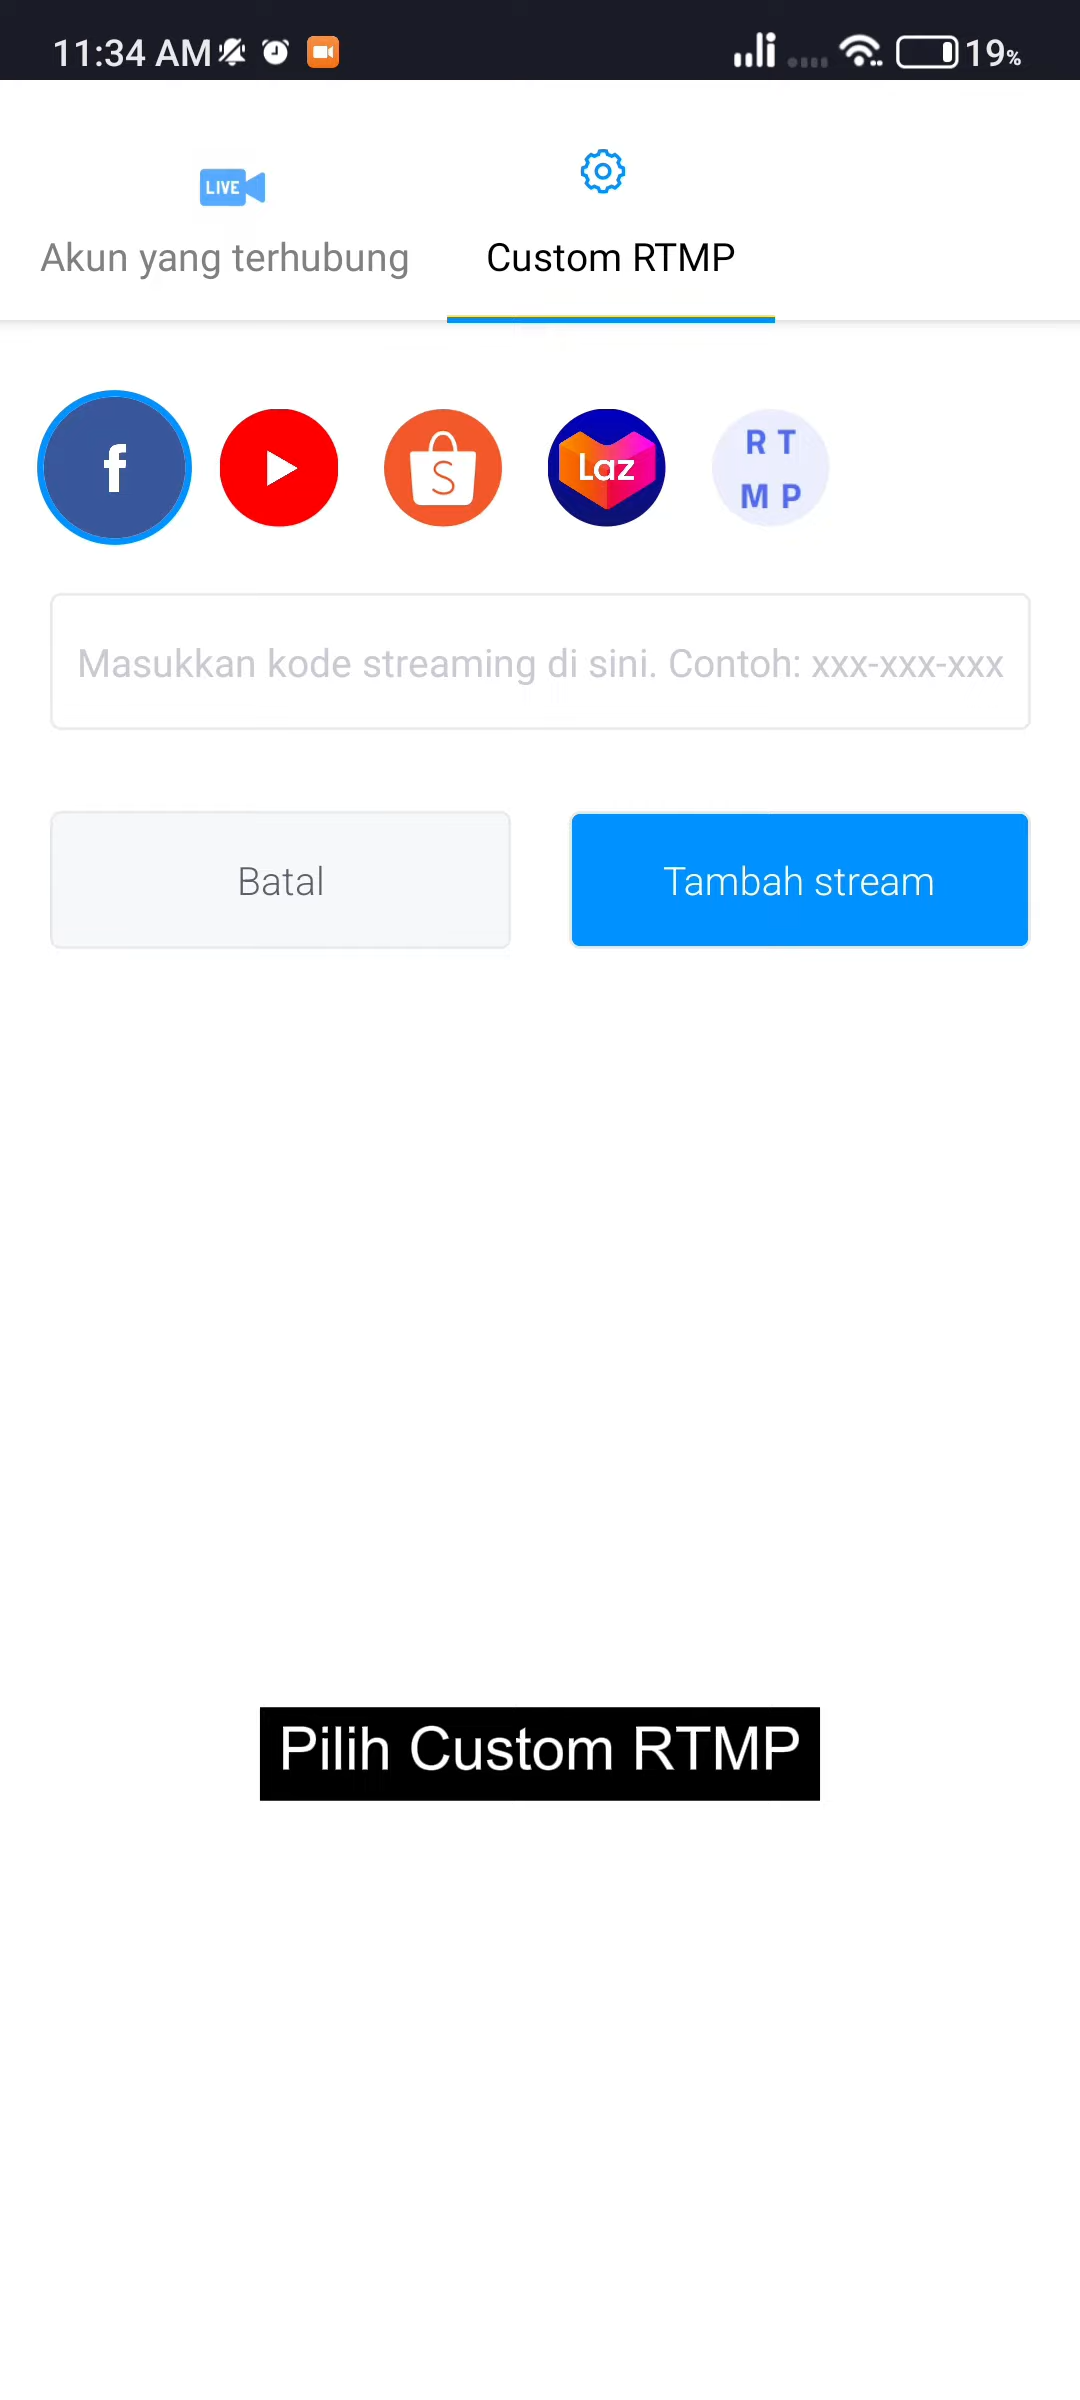 11:34 AM
19%
LIVE
Akun yang terhubung
Custom RTMP
f
S
Laz
R T
M P
Masukkan kode streaming di sini. Contoh: xxx-xxx-xxx
Batal
Tambah stream
Pilih Custom RTMP